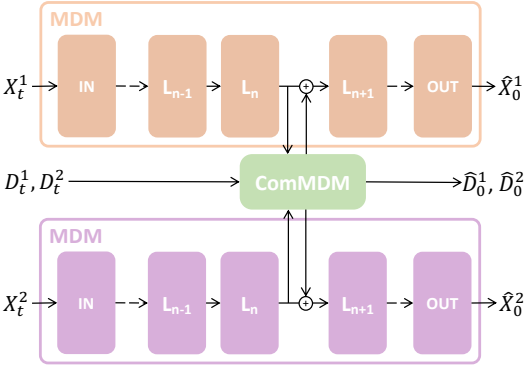 MDM
$X_t^1$ IN $L_{n-1}$ $L_n$ + $L_{n+1}$ OUT $\hat{X}_0^1$
$D_t^1, D_t^2$ ComMDM $\hat{D}_0^1, \hat{D}_0^2$
MDM
$X_t^2$ IN $L_{n-1}$ $L_n$ + $L_{n+1}$ OUT $\hat{X}_0^2$